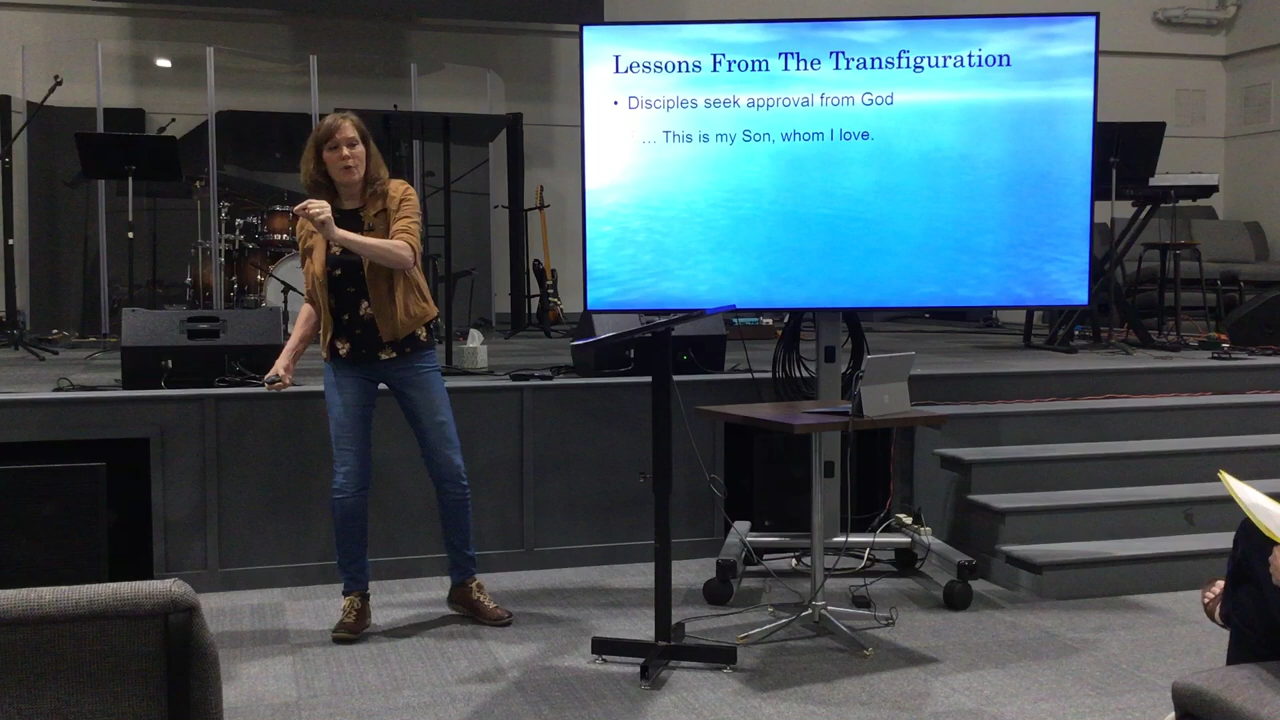 Lessons From The Transfiguration
• Disciples seek approval from God
… This is my Son, whom I love.